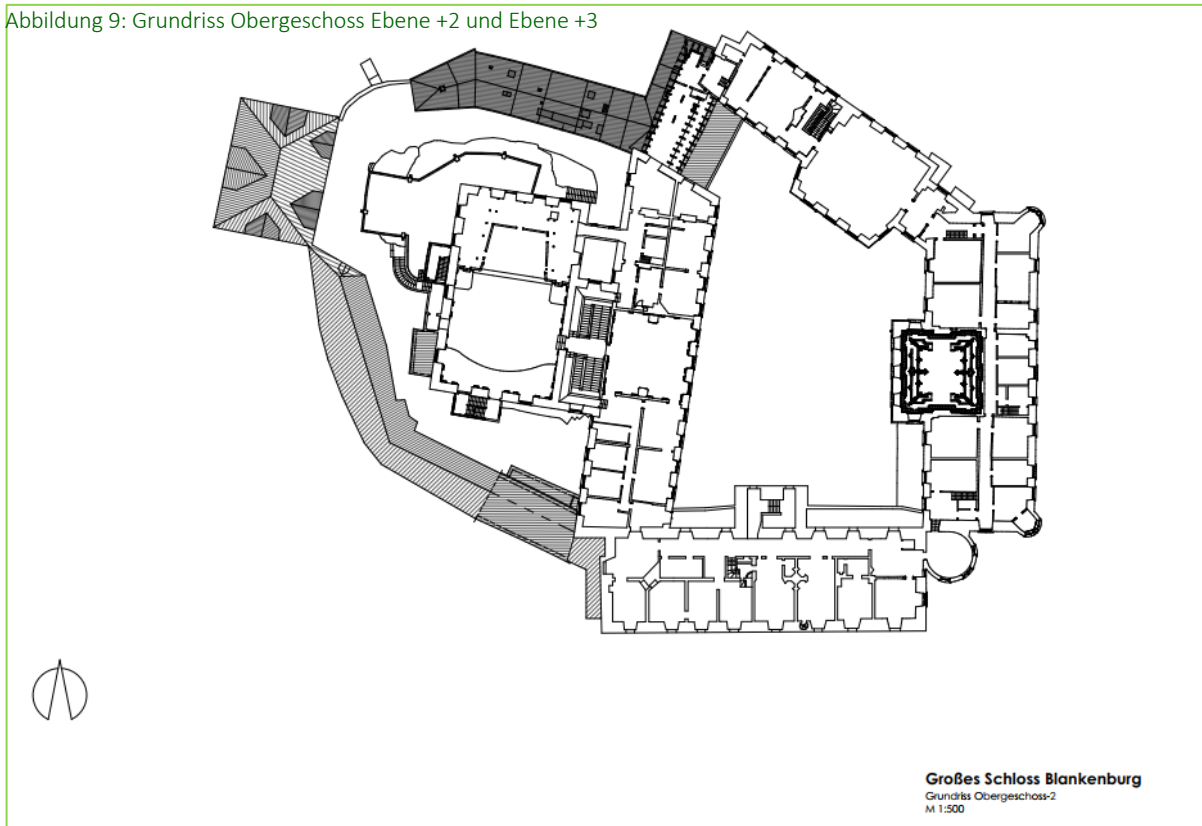 Abbildung 9: Grundriss Obergeschoss Ebene +2 und Ebene +3
Großes Schloss Blankenburg
Grundriss Obergeschoss-2
M 1:500